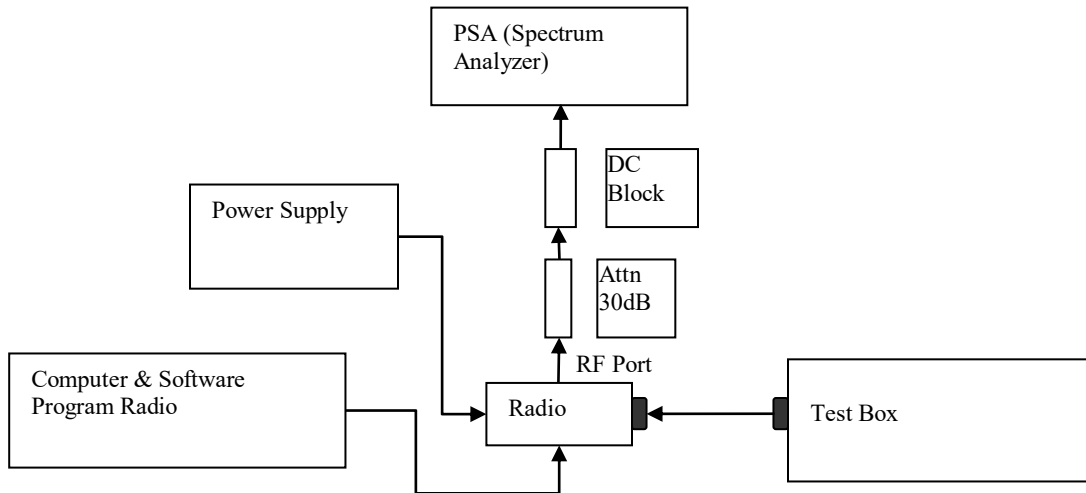 PSA (Spectrum
Analyzer)
DC
Block
Power Supply
Attn
30dB
RF Port
Computer & Software
Program Radio
Radio
Test Box